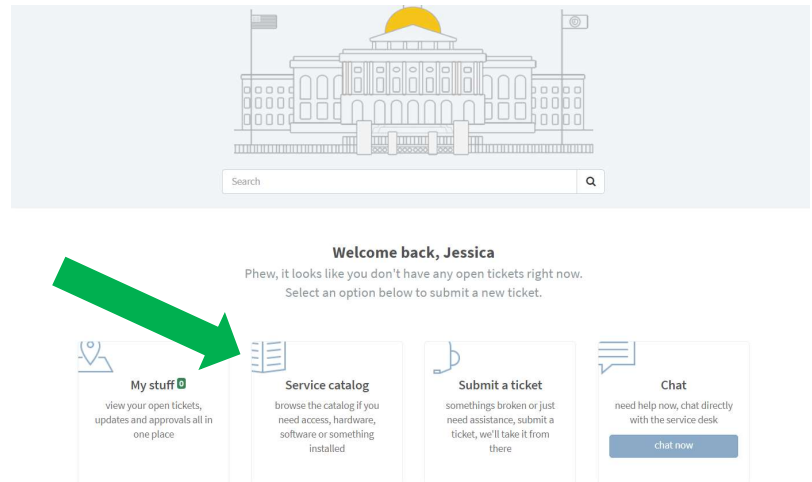 Search
Welcome back, Jessica
Phew, it looks like you don't have any open tickets right now.
Select an option below to submit a new ticket.
My stuff 0
view your open tickets,
updates and approvals all in
one place
Service catalog
browse the catalog if you
need access, hardware,
software or something
installed
Submit a ticket
somethings broken or just
need assistance, submit a
ticket, we'll take it from
there
Chat
need help now, chat directly
with the service desk
chat now